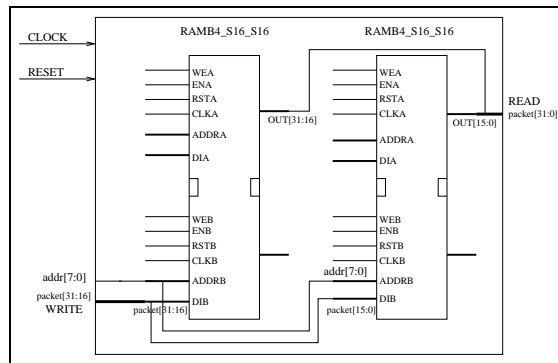 RAMB4_S16_S16
RAMB4_S16_S16
CLOCK
RESET
WEA
ENA
RSTA
CLKA
ADDRA
DIA
WEB
ENB
RSTB
CLKB
ADDRB
DIB
OUT[31:16]
WEA
ENA
RSTA
CLKA
ADDRA
DIA
WEB
ENB
RSTB
CLKB
ADDRB
DIB
OUT[15:0]
READ
packet[31:0]
addr[7:0]
packet[31:16]
WRITE
packet[31:16]
addr[7:0]
packet[15:0]